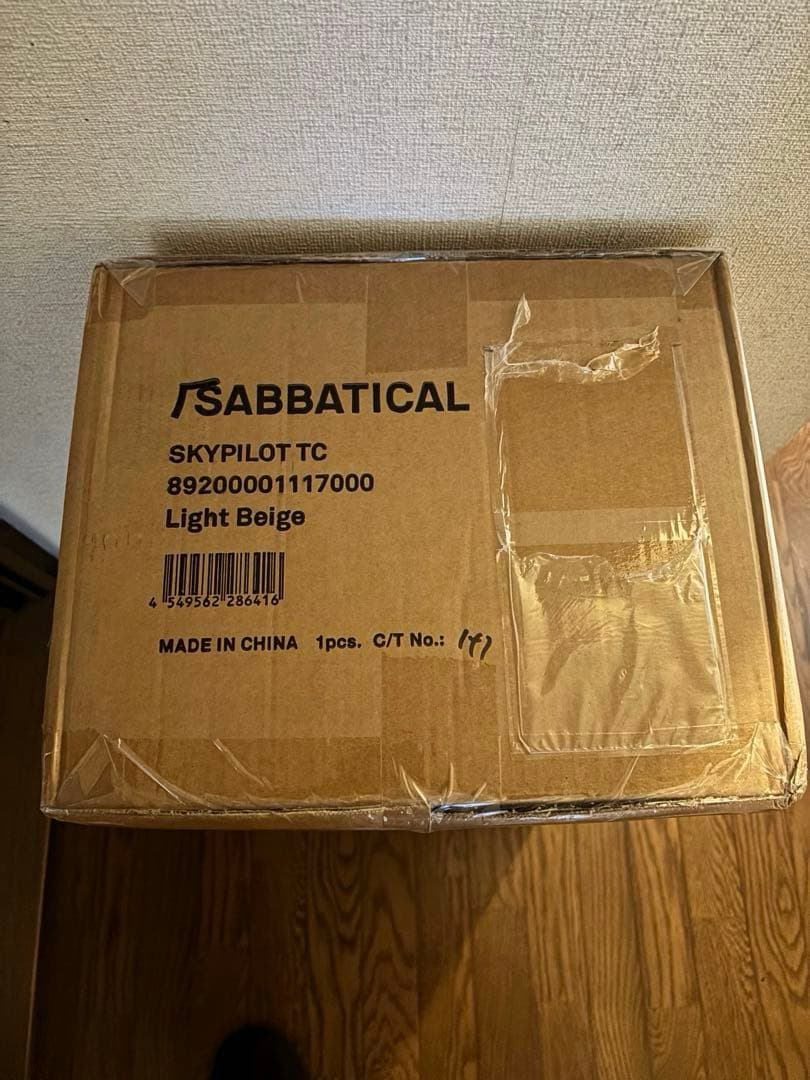 SABBATICAL
SKYPILOT TC
89200001117000
Light Beige
4 549562 286416
MADE IN CHINA 1pcs. C/T No.: